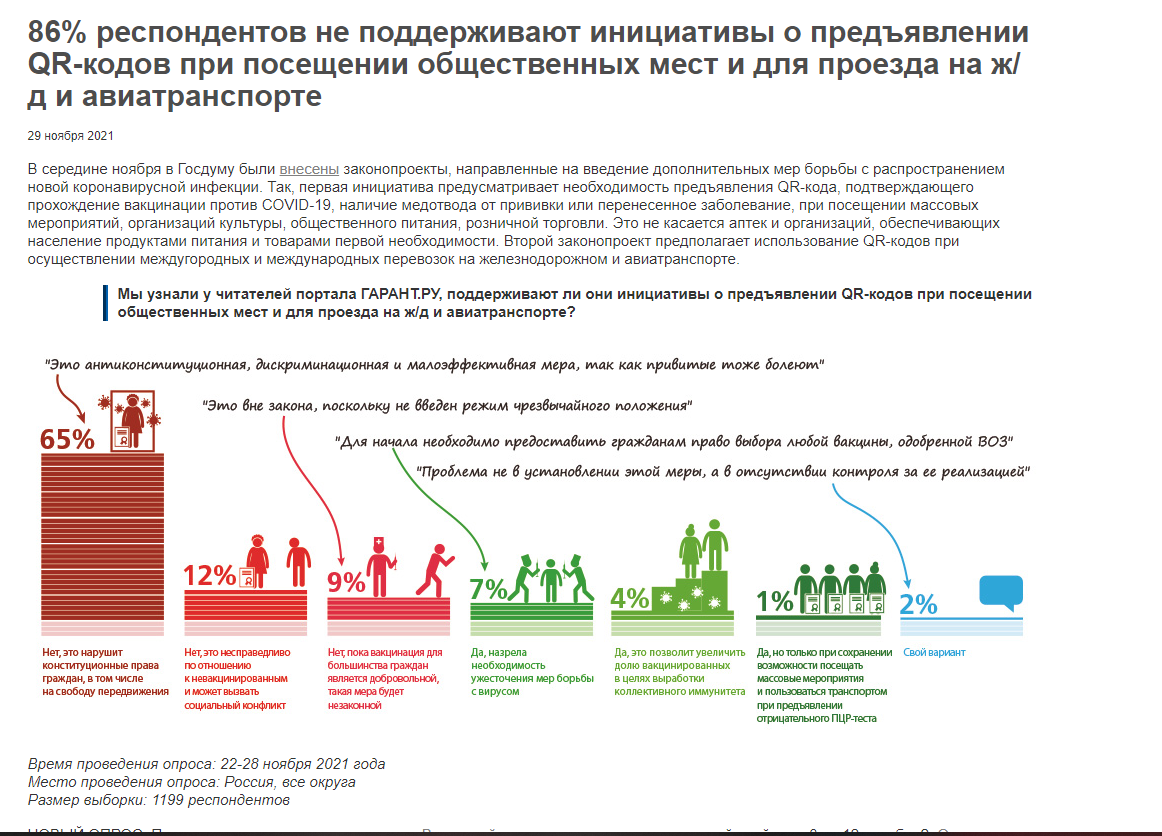 86% респондентов не поддерживают инициативы о предъявлении
QR-кодов при посещении общественных мест и для проезда на ж/
д и авиатранспорте
29 ноября 2021
В середине ноября в Госдуму были внесены законопроекты, направленные на введение дополнительных мер борьбы с распространением
новой коронавирусной инфекции. Так, первая инициатива предусматривает необходимость предъявления QR-кода, подтверждающего
прохождение вакцинации против COVID-19, наличие медотвода от прививки или перенесенное заболевание, при посещении массовых
мероприятий, организаций культуры, общественного питания, розничной торговли. Это не касается аптек и организаций, обеспечивающих
население продуктами питания и товарами первой необходимости. Второй законопроект предполагает использование QR-кодов при
осуществлении междугородных и международных перевозок на железнодорожном и авиатранспорте.
Мы узнали у читателей портала ГАРАНТ.РУ, поддерживают ли они инициативы о предъявлении QR-кодов при посещении
общественных мест и для проезда на ж/д и авиатранспорте?
"Это антиконституционная, дискриминационная и малоэффективная мера, так как привитые тоже болеют"
"Это вне закона, поскольку не введен режим чрезвычайного положения"
"Для начала необходимо предоставить гражданам право выбора любой вакцины, одобренной ВОЗ"
"Проблема не в установлении этой меры, а в отсутствии контроля за ее реализацией"
65%
Нет, это нарушит
конституционные права
граждан, в том числе
на свободу передвижения
12%
Нет, это несправедливо
по отношению
к невакцинированным
и может вызвать
социальный конфликт
9%
Нет, пока вакцинация для
большинства граждан
является добровольной,
такая мера будет
незаконной
7%
Да, назрела
необходимость
ужесточения мер борьбы
с вирусом
4%
Да, это позволит увеличить
долю вакцинированных
в целях выработки
коллективного иммунитета
1%
Да, но только при сохранении
возможности посещать
массовые мероприятия
и пользоваться транспортом
при предъявлении
отрицательного ПЦР-теста
2%
Свой вариант
Время проведения опроса: 22-28 ноября 2021 года
Место проведения опроса: Россия, все округа
Размер выборки: 1199 респондентов
НОВЫЙ ОПРОС